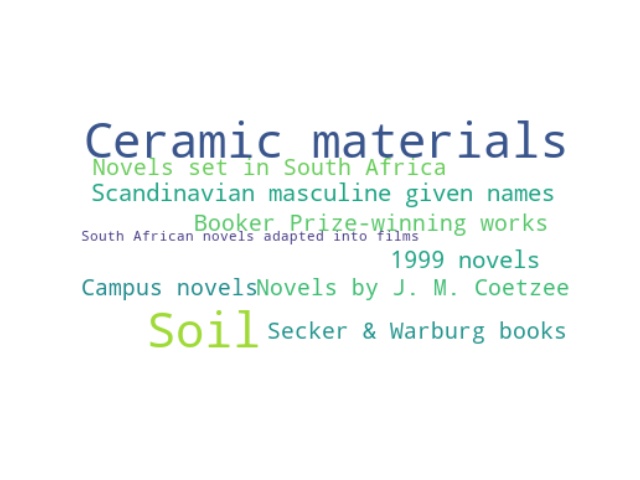 Ceramic materials
Novels set in South Africa
Scandinavian masculine given names
Booker Prize-winning works
South African novels adapted into films
1999 novels
Campus novels
Novels by J. M. Coetzee
Soil
Secker & Warburg books